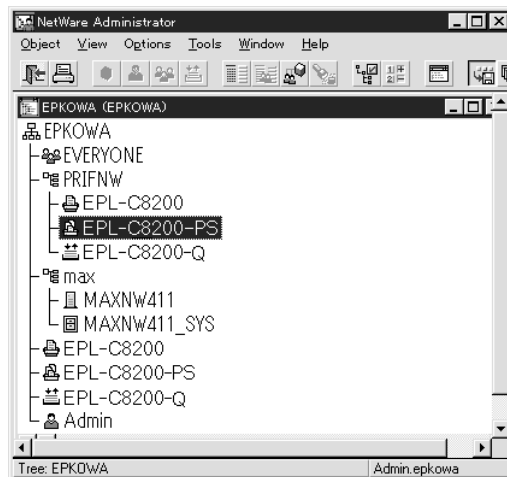 NetWare Administrator
Object View Options Tools Window Help
EPKOWA (EPKOWA)
EPKOWA
EVERYONE
PRIFNW
EPL-C8200
EPL-C8200-PS
EPL-C8200-Q
max
MAXNW411
MAXNW411_SYS
EPL-C8200
EPL-C8200-PS
EPL-C8200-Q
Admin
Tree: EPKOWA Admin.epkowa